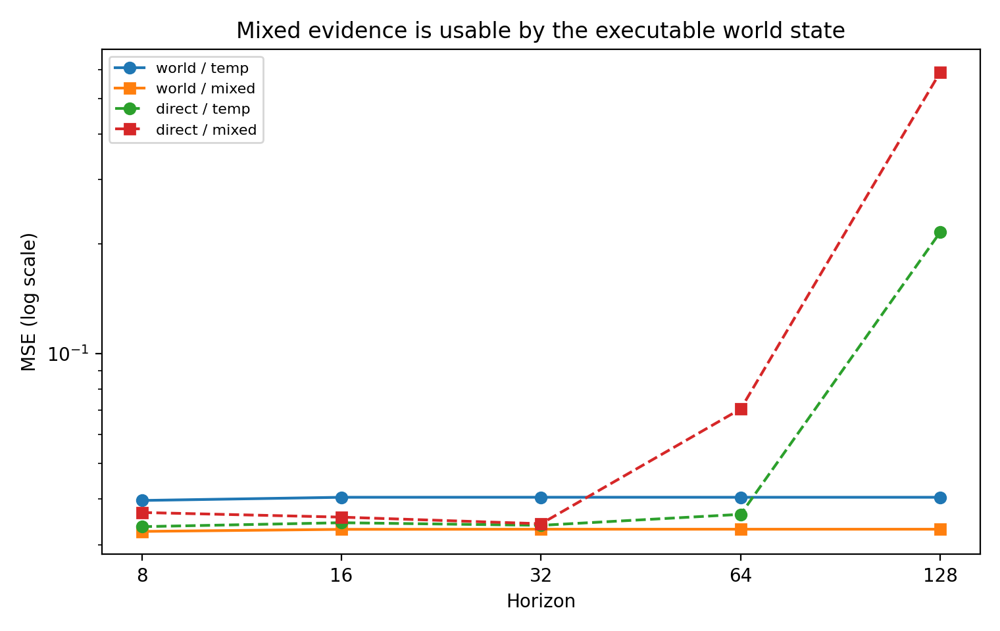 Mixed evidence is usable by the executable world state
world / temp
world / mixed
direct / temp
direct / mixed
MSE (log scale)
10⁻¹
8 16 32 64 128
Horizon